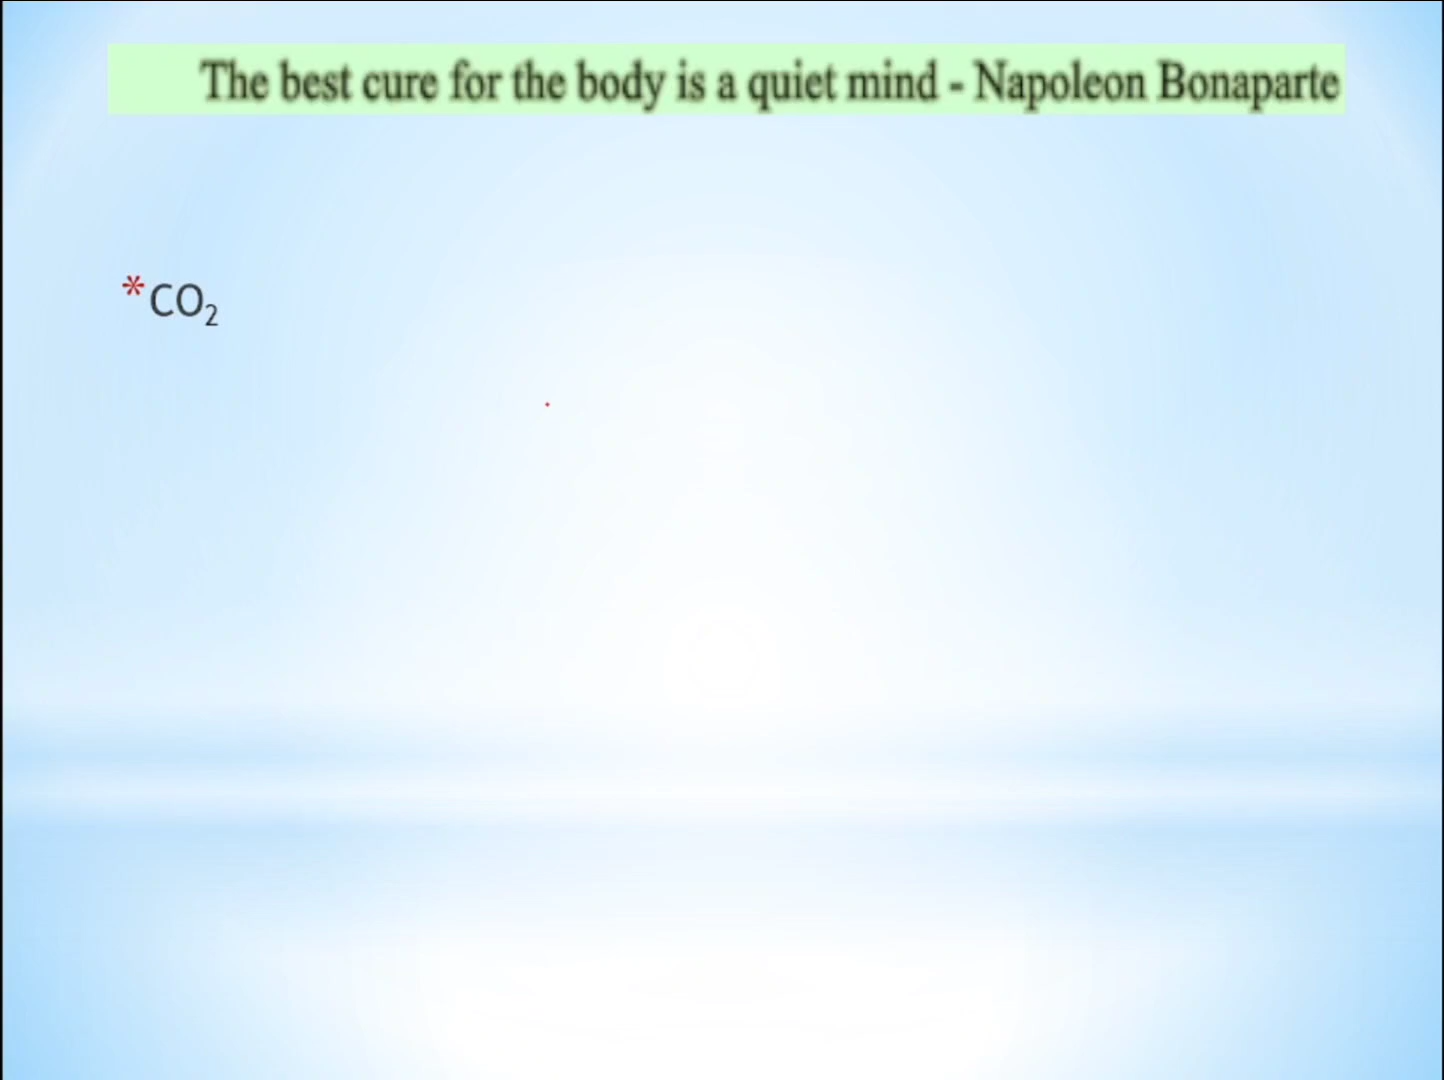 The best cure for the body is a quiet mind - Napoleon Bonaparte
*CO₂